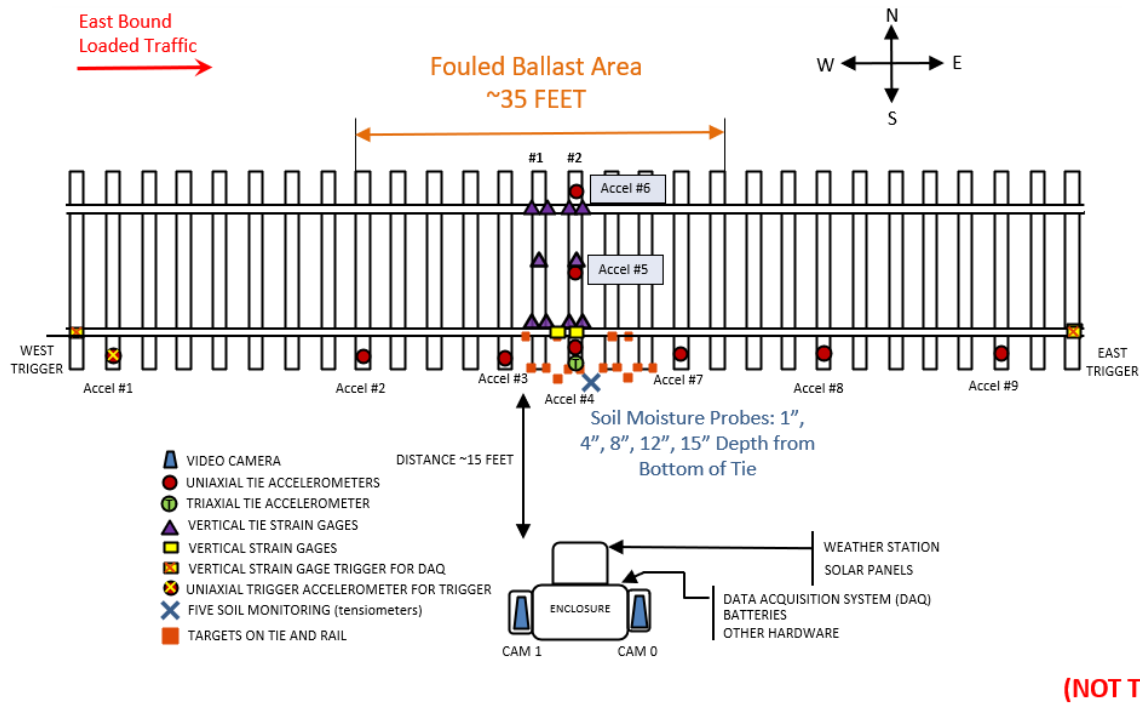 East Bound
Loaded Traffic
N
W
E
S
Fouled Ballast Area
~35 FEET
#1
#2
Accel #6
Accel #5
WEST
TRIGGER
EAST
TRIGGER
Accel #1
Accel #2
Accel #3
Accel #4
Accel #7
Accel #8
Accel #9
T
Soil Moisture Probes: 1”,
4”, 8”, 12”, 15” Depth from
Bottom of Tie
DISTANCE ~15 FEET
VIDEO CAMERA
UNIAXIAL TIE ACCELEROMETERS
T
TRIAXIAL TIE ACCELEROMETER
VERTICAL TIE STRAIN GAGES
VERTICAL STRAIN GAGES
VERTICAL STRAIN GAGE TRIGGER FOR DAQ
UNIAXIAL TRIGGER ACCELEROMETER FOR TRIGGER
FIVE SOIL MONITORING (tensiometers)
TARGETS ON TIE AND RAIL
ENCLOSURE
CAM 1
CAM 0
WEATHER STATION
SOLAR PANELS
DATA ACQUISITION SYSTEM (DAQ)
BATTERIES
OTHER HARDWARE
(NOT T